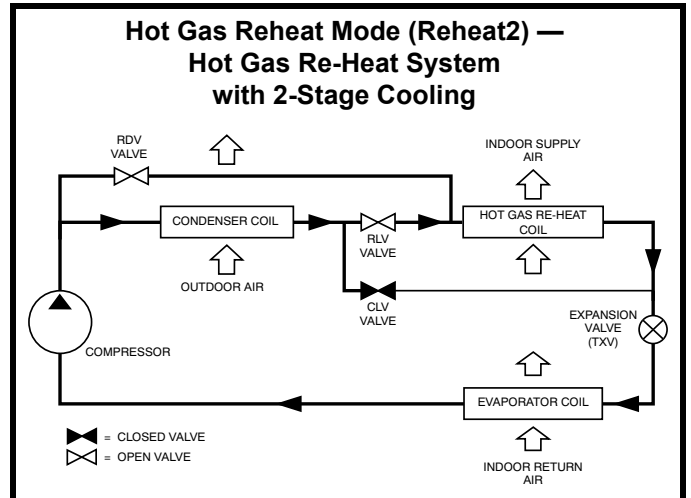 Hot Gas Reheat Mode (Reheat2) —
Hot Gas Re-Heat System
with 2-Stage Cooling
RDV
VALVE
INDOOR SUPPLY
AIR
CONDENSER COIL
RLV
VALVE
HOT GAS RE-HEAT
COIL
OUTDOOR AIR
CLV
VALVE
EXPANSION
VALVE
(TXV)
COMPRESSOR
EVAPORATOR COIL
= CLOSED VALVE
= OPEN VALVE
INDOOR RETURN
AIR